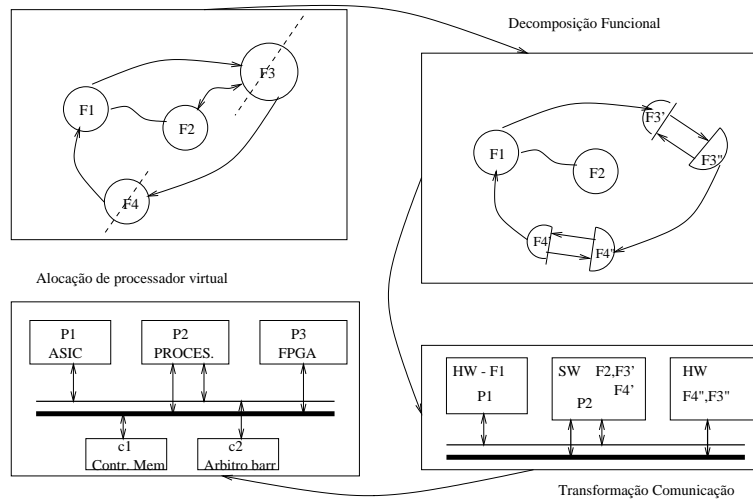 Decomposição Funcional
F3
F1
F2
F4
F3'
F1
F3"
F2
F4'
F4"
Alocação de processador virtual
P1
ASIC
P2
PROCES.
P3
FPGA
c1
Contr. Mem
c2
Arbitro barr
HW - F1
P1
SW F2,F3'
F4'
P2
HW
F4",F3"
Transformação Comunicação